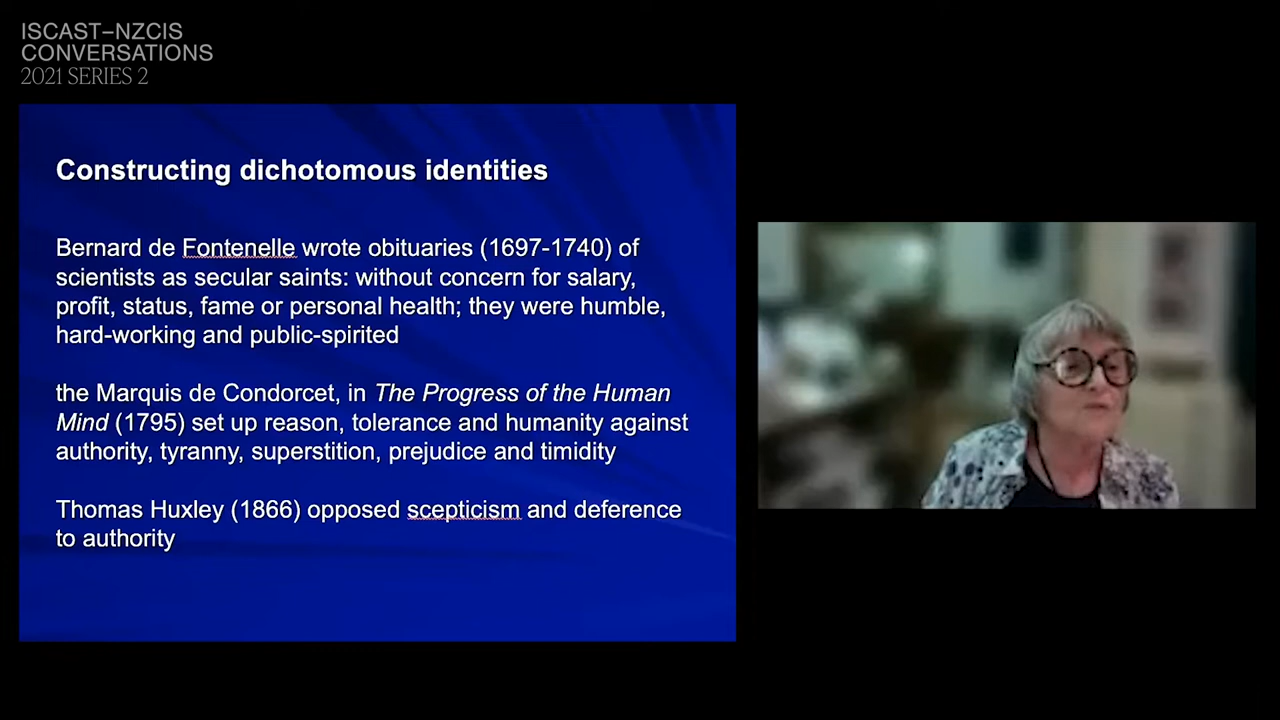 ISCAST–NZCIS
CONVERSATIONS
2021 SERIES 2
Constructing dichotomous identities
Bernard de Fontenelle wrote obituaries (1697-1740) of
scientists as secular saints: without concern for salary,
profit, status, fame or personal health; they were humble,
hard-working and public-spirited
the Marquis de Condorcet, in The Progress of the Human
Mind (1795) set up reason, tolerance and humanity against
authority, tyranny, superstition, prejudice and timidity
Thomas Huxley (1866) opposed scepticism and deference
to authority